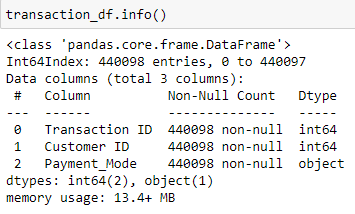 transaction_df.info()
<class 'pandas.core.frame.DataFrame'>
Int64Index: 440098 entries, 0 to 440097
Data columns (total 3 columns):
 #   Column          Non-Null Count   Dtype
---  ------          --------------   -----
 0   Transaction ID  440098 non-null  int64
 1   Customer ID     440098 non-null  int64
 2   Payment_Mode    440098 non-null  object
dtypes: int64(2), object(1)
memory usage: 13.4+ MB